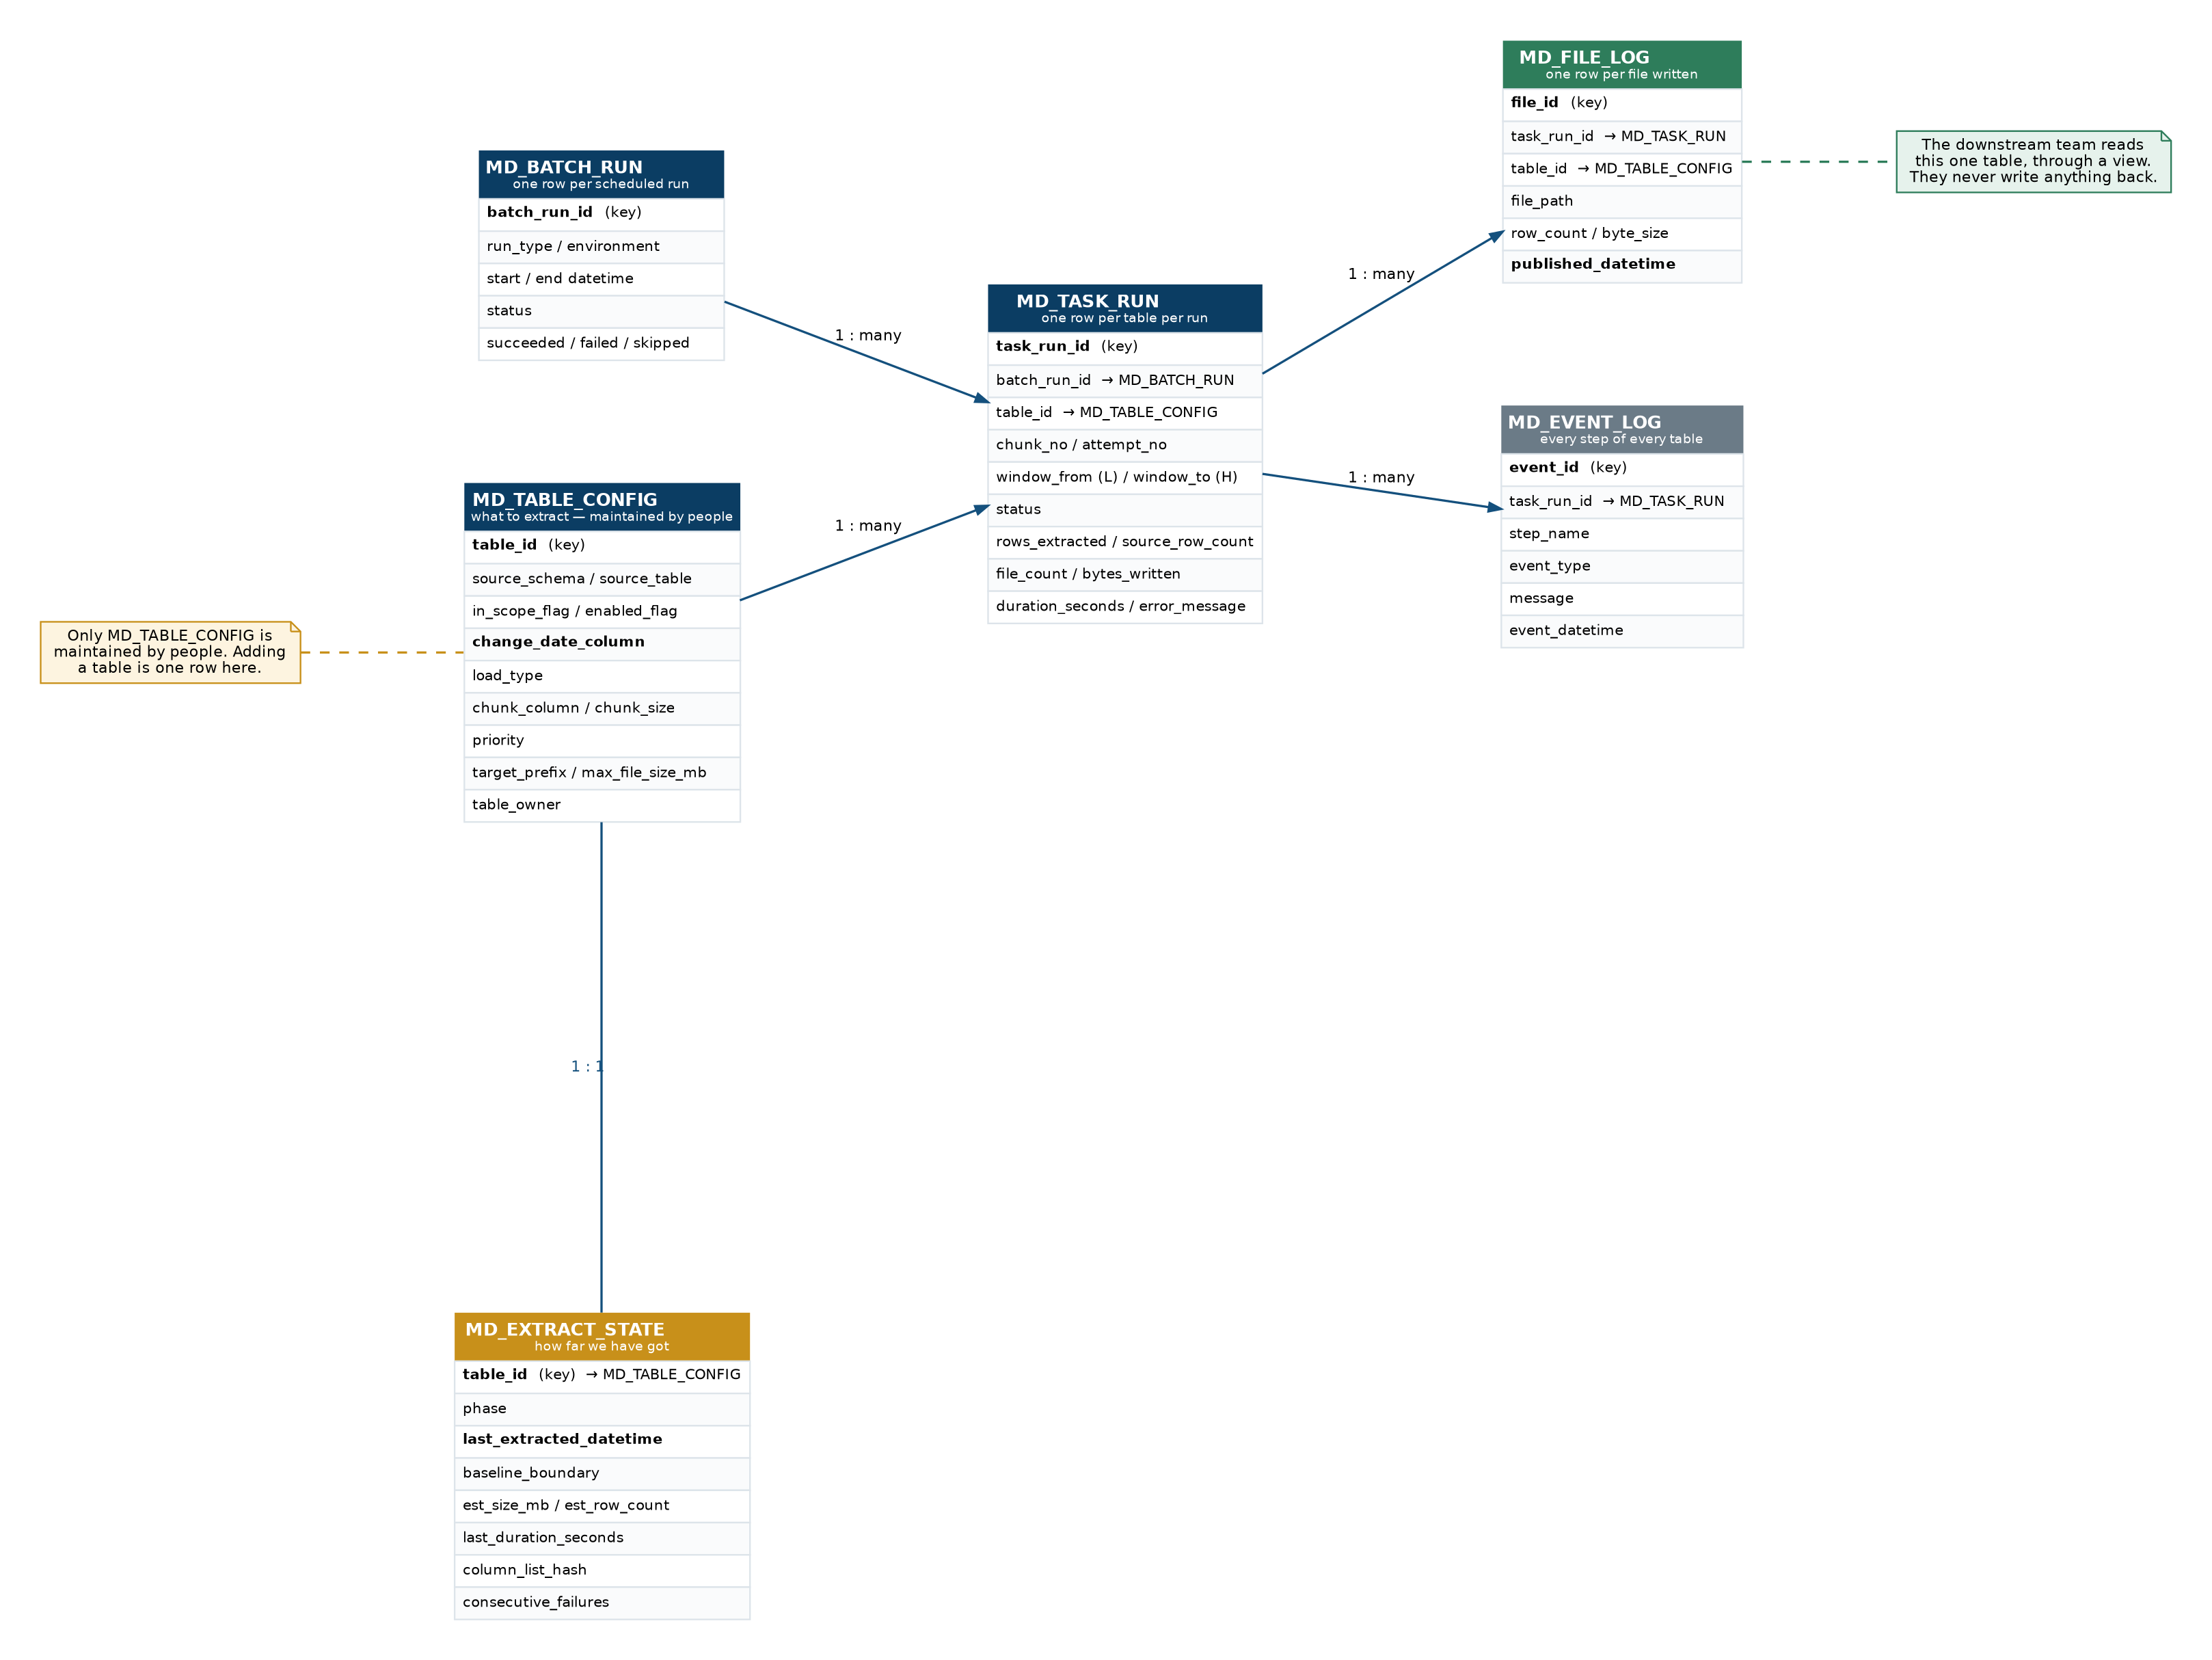 MD_BATCH_RUN
one row per scheduled run
batch_run_id (key)
run_type / environment
start / end datetime
status
succeeded / failed / skipped
1 : many
Only MD_TABLE_CONFIG is
maintained by people. Adding
a table is one row here.
MD_TABLE_CONFIG
what to extract — maintained by people
table_id (key)
source_schema / source_table
in_scope_flag / enabled_flag
change_date_column
load_type
chunk_column / chunk_size
priority
target_prefix / max_file_size_mb
table_owner
1 : many
1 : 1
MD_EXTRACT_STATE
how far we have got
table_id (key) → MD_TABLE_CONFIG
phase
last_extracted_datetime
baseline_boundary
est_size_mb / est_row_count
last_duration_seconds
column_list_hash
consecutive_failures
MD_TASK_RUN
one row per table per run
task_run_id (key)
batch_run_id → MD_BATCH_RUN
table_id → MD_TABLE_CONFIG
chunk_no / attempt_no
window_from (L) / window_to (H)
status
rows_extracted / source_row_count
file_count / bytes_written
duration_seconds / error_message
1 : many
1 : many
MD_FILE_LOG
one row per file written
file_id (key)
task_run_id → MD_TASK_RUN
table_id → MD_TABLE_CONFIG
file_path
row_count / byte_size
published_datetime
The downstream team reads
this one table, through a view.
They never write anything back.
MD_EVENT_LOG
every step of every table
event_id (key)
task_run_id → MD_TASK_RUN
step_name
event_type
message
event_datetime